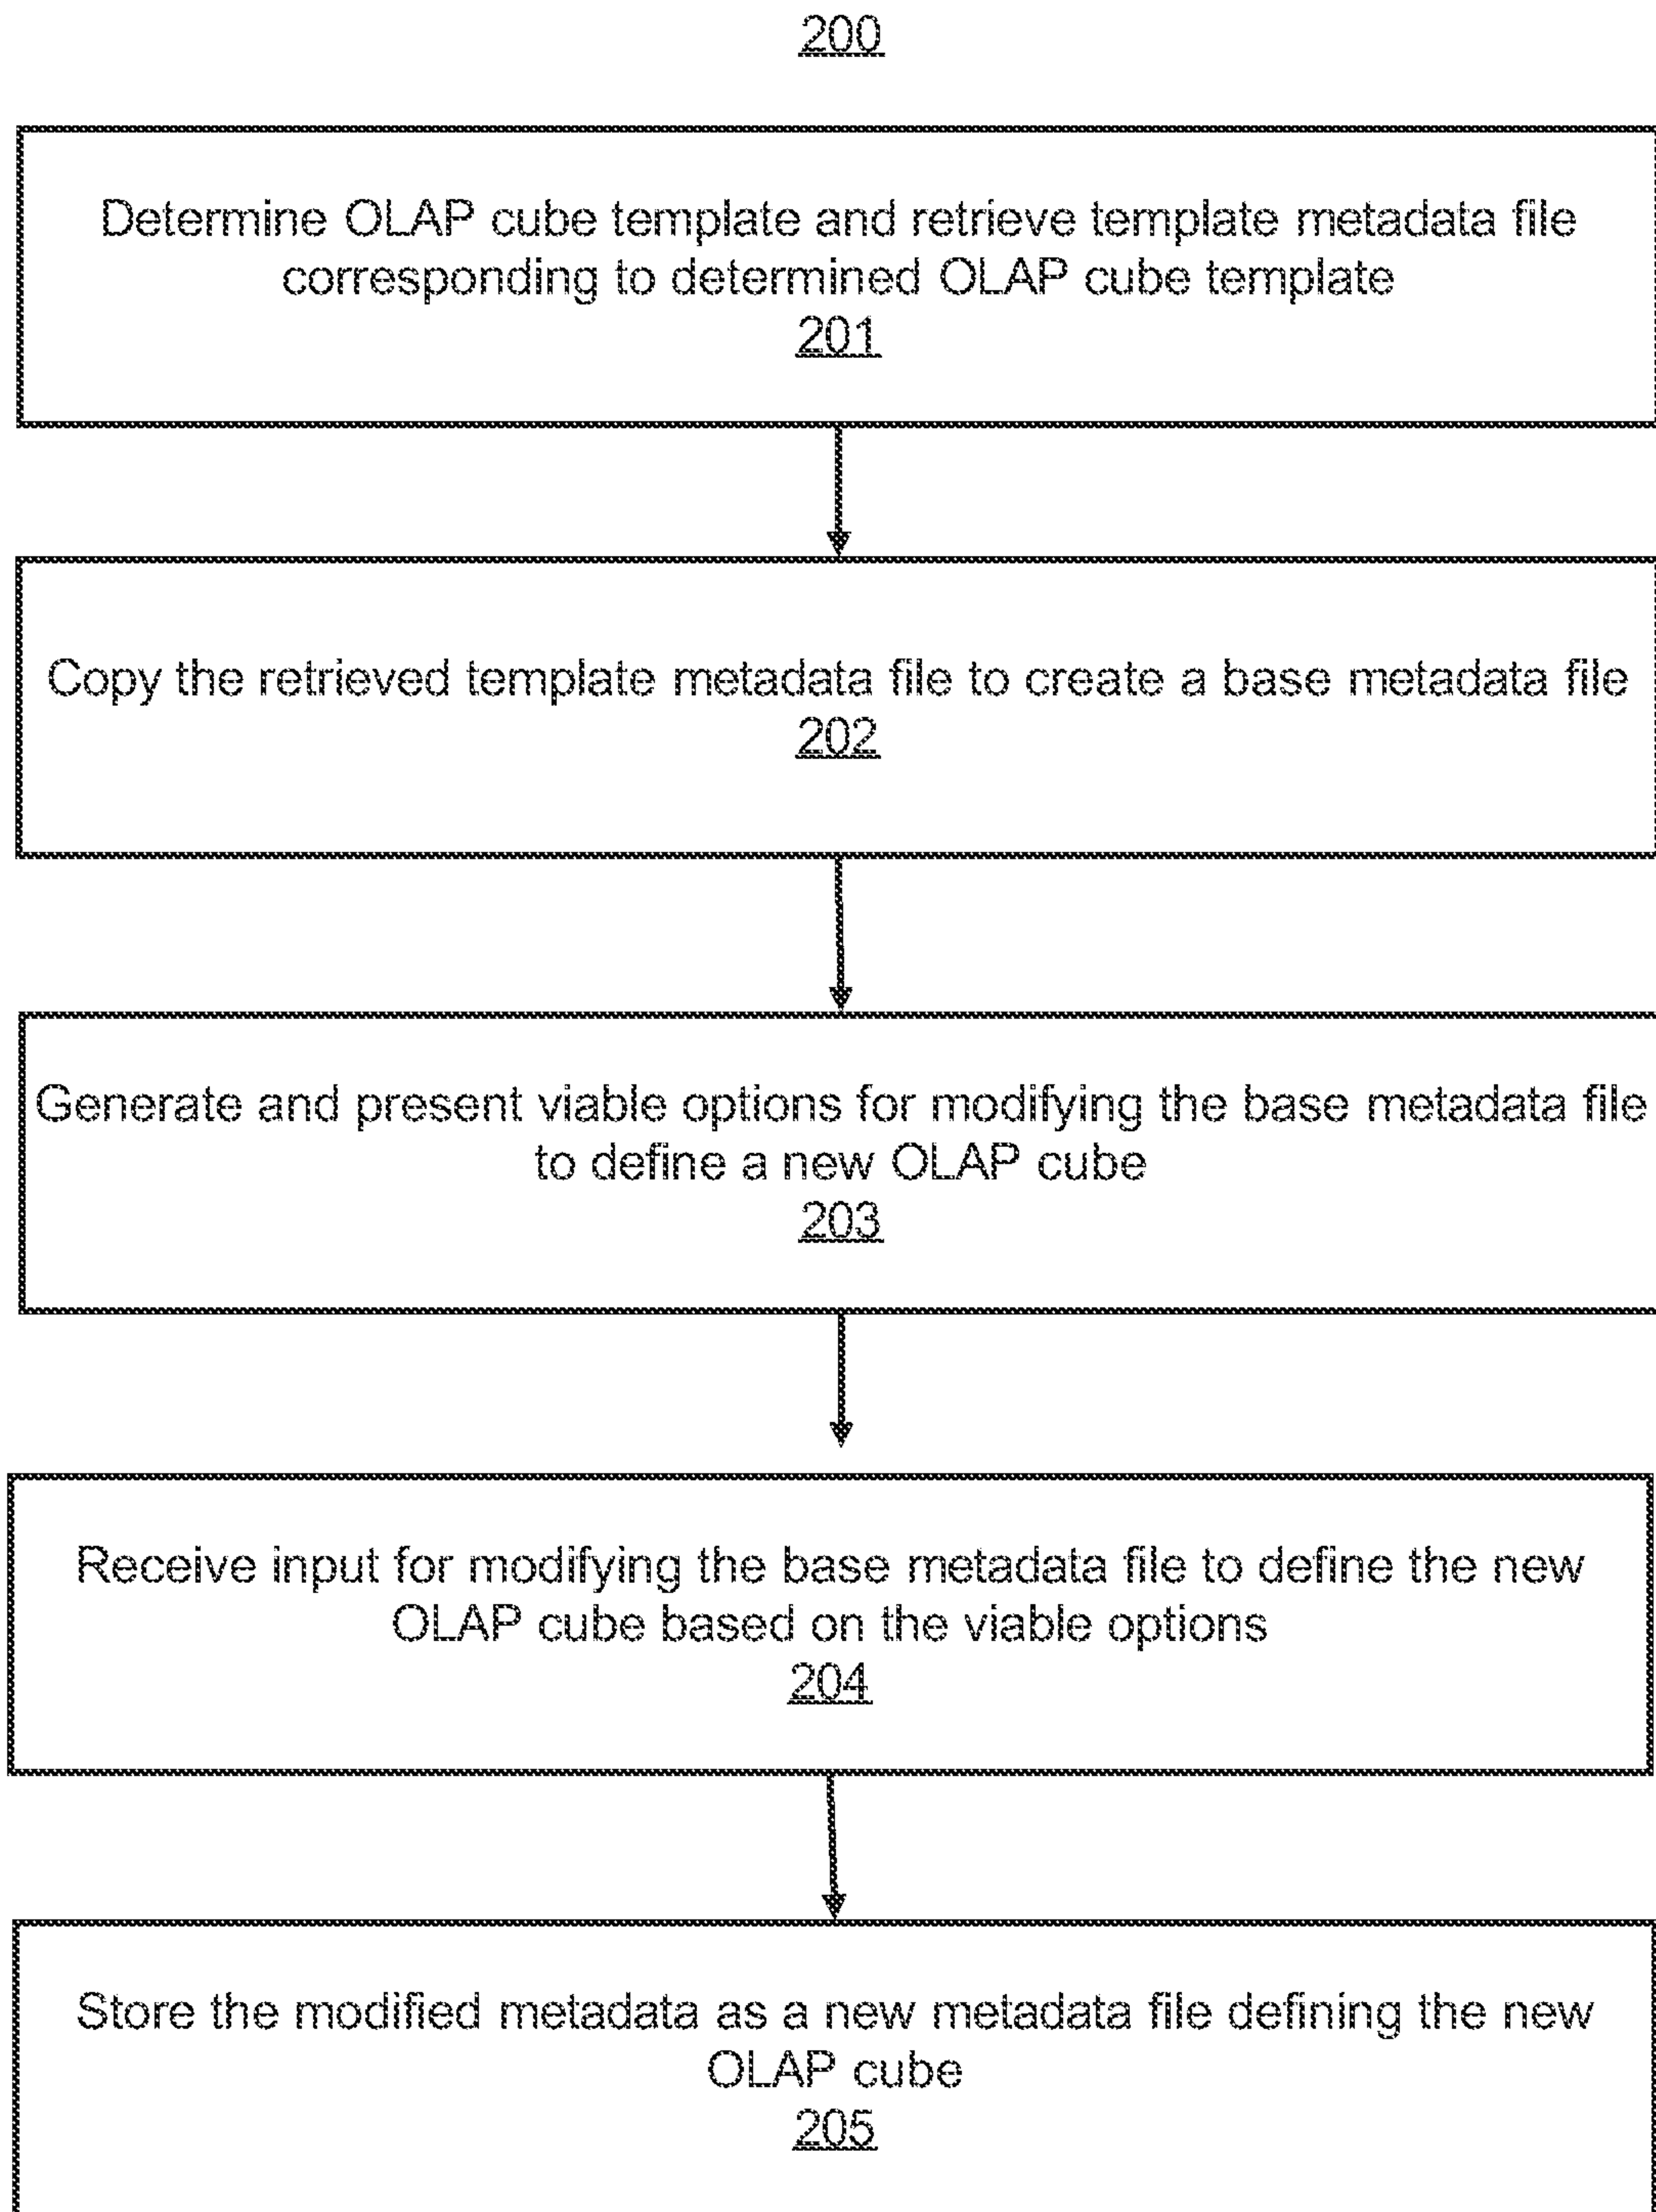 200
Determine OLAP cube template and retrieve template metadata file
corresponding to determined OLAP cube template
201
Copy the retrieved template metadata file to create a base metadata file
202
Generate and present viable options for modifying the base metadata file
to define a new OLAP cube
203
Receive input for modifying the base metadata file to define the new
OLAP cube based on the viable options
204
Store the modified metadata as a new metadata file defining the new
OLAP cube
205